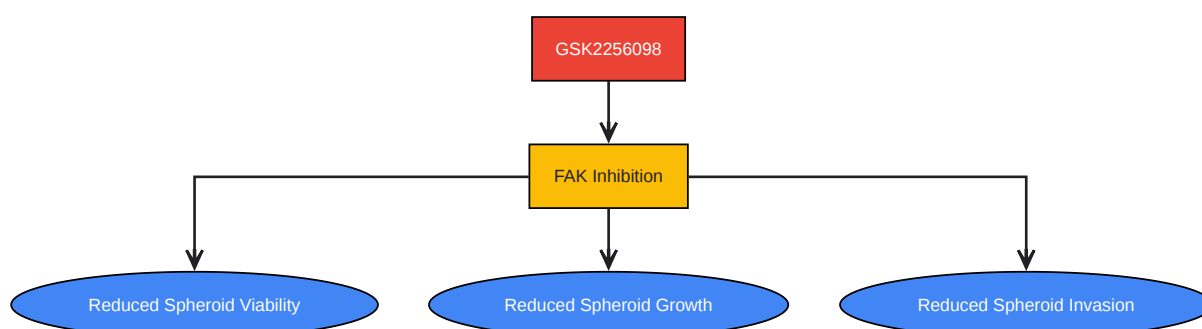 GSK2256098
FAK Inhibition
Reduced Spheroid Viability
Reduced Spheroid Growth
Reduced Spheroid Invasion